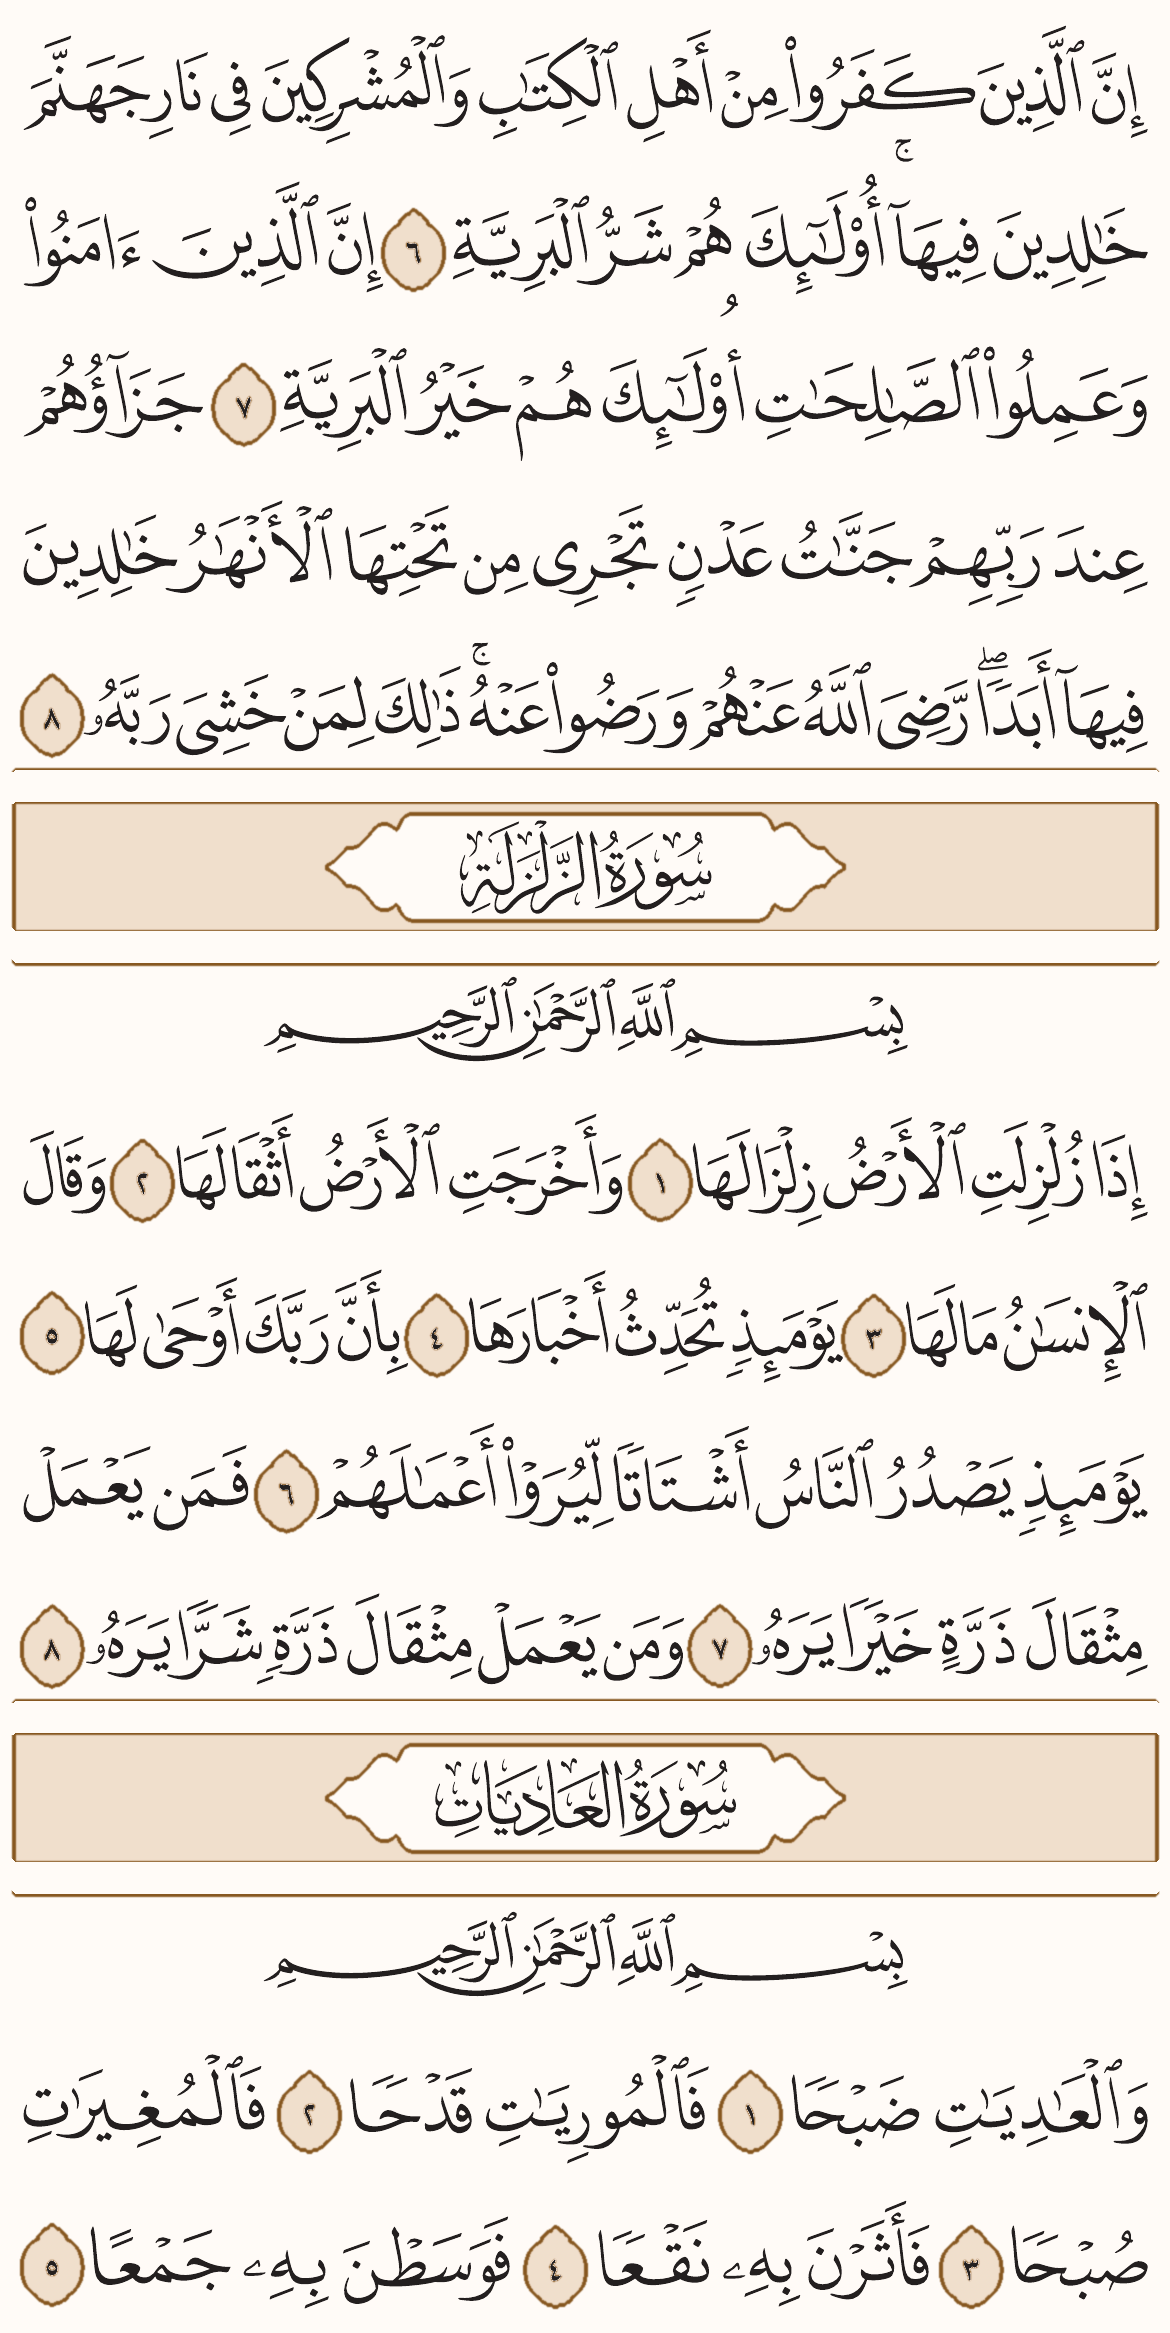 إِنَّ ٱلَّذِينَ كَفَرُوا۟ مِنْ أَهْلِ ٱلْكِتَـٰبِ وَٱلْمُشْرِكِينَ فِى نَارِ جَهَنَّمَ
خَـٰلِدِينَ فِيهَآ ۚ أُو۟لَـٰٓئِكَ هُمْ شَرُّ ٱلْبَرِيَّةِ ٦ إِنَّ ٱلَّذِينَ ءَامَنُوا۟
وَعَمِلُوا۟ ٱلصَّـٰلِحَـٰتِ أُو۟لَـٰٓئِكَ هُمْ خَيْرُ ٱلْبَرِيَّةِ ٧ جَزَآؤُهُمْ
عِندَ رَبِّهِمْ جَنَّـٰتُ عَدْنٍ تَجْرِى مِن تَحْتِهَا ٱلْأَنْهَـٰرُ خَـٰلِدِينَ
فِيهَآ أَبَدًا ۖ رَّضِىَ ٱللَّهُ عَنْهُمْ وَرَضُوا۟ عَنْهُ ۚ ذَٰلِكَ لِمَنْ خَشِىَ رَبَّهُۥ ٨
سُورَةُ الزَّلْزَلَةِ
بِسْمِ ٱللَّهِ ٱلرَّحْمَـٰنِ ٱلرَّحِيمِ
إِذَا زُلْزِلَتِ ٱلْأَرْضُ زِلْزَالَهَا ١ وَأَخْرَجَتِ ٱلْأَرْضُ أَثْقَالَهَا ٢ وَقَالَ
ٱلْإِنسَـٰنُ مَا لَهَا ٣ يَوْمَئِذٍ تُحَدِّثُ أَخْبَارَهَا ٤ بِأَنَّ رَبَّكَ أَوْحَىٰ لَهَا ٥
يَوْمَئِذٍ يَصْدُرُ ٱلنَّاسُ أَشْتَاتًا لِّيُرَوْا۟ أَعْمَـٰلَهُمْ ٦ فَمَن يَعْمَلْ
مِثْقَالَ ذَرَّةٍ خَيْرًا يَرَهُۥ ٧ وَمَن يَعْمَلْ مِثْقَالَ ذَرَّةٍ شَرًّا يَرَهُۥ ٨
سُورَةُ العَادِيَاتِ
بِسْمِ ٱللَّهِ ٱلرَّحْمَـٰنِ ٱلرَّحِيمِ
وَٱلْعَـٰدِيَـٰتِ ضَبْحًا ١ فَٱلْمُورِيَـٰتِ قَدْحًا ٢ فَٱلْمُغِيرَٰتِ
صُبْحًا ٣ فَأَثَرْنَ بِهِۦ نَقْعًا ٤ فَوَسَطْنَ بِهِۦ جَمْعًا ٥